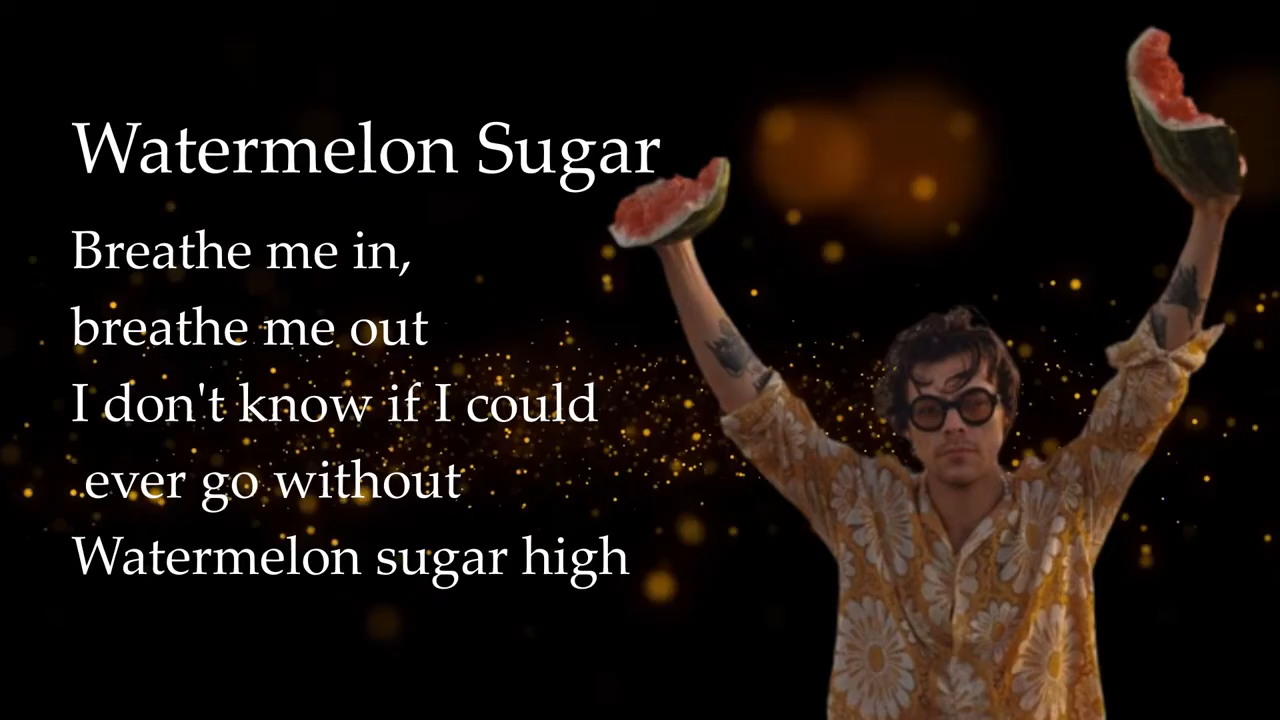 Watermelon Sugar
Breathe me in,
breathe me out
I don't know if I could
ever go without
Watermelon sugar high